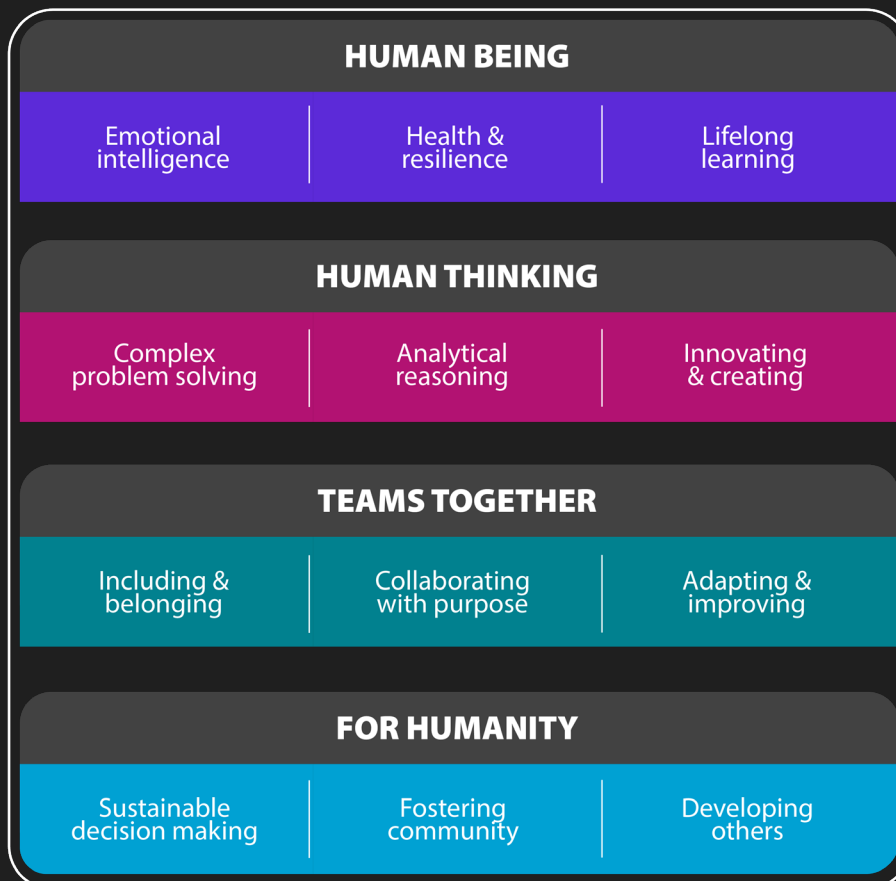 HUMAN BEING
Emotional
intelligence
Health &
resilience
Lifelong
learning
HUMAN THINKING
Complex
problem solving
Analytical
reasoning
Innovating
& creating
TEAMS TOGETHER
Including &
belonging
Collaborating
with purpose
Adapting &
improving
FOR HUMANITY
Sustainable
decision making
Fostering
community
Developing
others